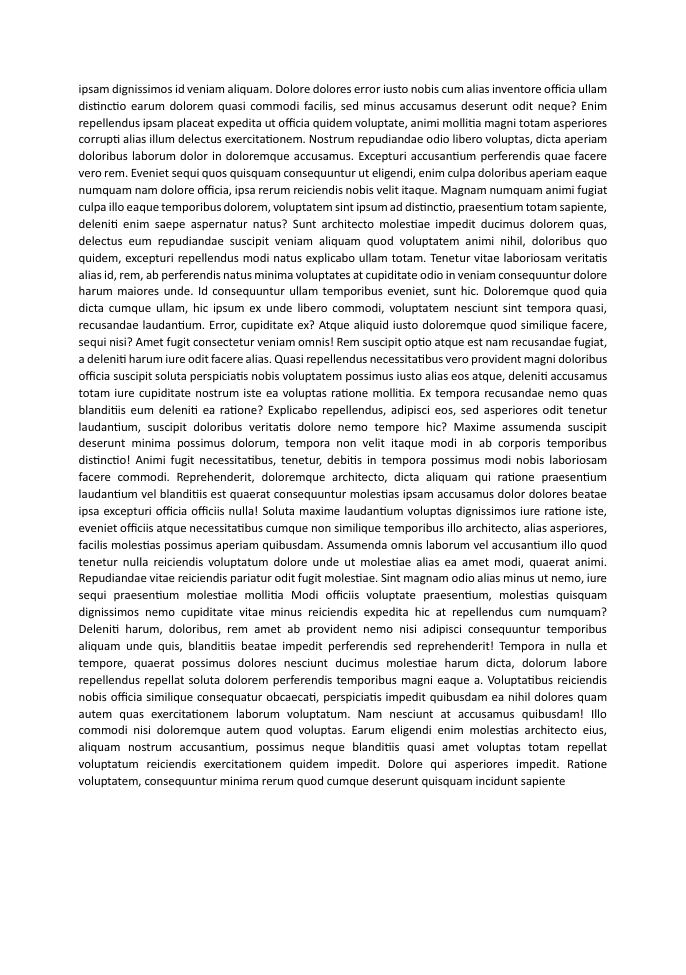 ipsam dignissimos id veniam aliquam. Dolore dolores error iusto nobis cum alias inventore officia ullam
distinctio earum dolorem quasi commodi facilis, sed minus accusamus deserunt odit neque? Enim
repellendus ipsam placeat expedita ut officia quidem voluptate, animi mollitia magni totam asperiores
corrupti alias illum delectus exercitationem. Nostrum repudiandae odio libero voluptas, dicta aperiam
doloribus laborum dolor in doloremque accusamus. Excepturi accusantium perferendis quae facere
vero rem. Eveniet sequi quos quisquam consequuntur ut eligendi, enim culpa doloribus aperiam eaque
numquam nam dolore officia, ipsa rerum reiciendis nobis velit itaque. Magnam numquam animi fugiat
culpa illo eaque temporibus dolorem, voluptatem sint ipsum ad distinctio, praesentium totam sapiente,
deleniti enim saepe aspernatur natus? Sunt architecto molestiae impedit ducimus dolorem quas,
delectus eum repudiandae suscipit veniam aliquam quod voluptatem animi nihil, doloribus quo
quidem, excepturi repellendus modi natus explicabo ullam totam. Tenetur vitae laboriosam veritatis
alias id, rem, ab perferendis natus minima voluptates at cupiditate odio in veniam consequuntur dolore
harum maiores unde. Id consequuntur ullam temporibus eveniet, sunt hic. Doloremque quod quia
dicta cumque ullam, hic ipsum ex unde libero commodi, voluptatem nesciunt sint tempora quasi,
recusandae laudantium. Error, cupiditate ex? Atque aliquid iusto doloremque quod similique facere,
sequi nisi? Amet fugit consectetur veniam omnis! Rem suscipit optio atque est nam recusandae fugiat,
a deleniti harum iure odit facere alias. Quasi repellendus necessitatibus vero provident magni doloribus
officia suscipit soluta perspiciatis nobis voluptatem possimus iusto alias eos atque, deleniti accusamus
totam iure cupiditate nostrum iste ea voluptas ratione mollitia. Ex tempora recusandae nemo quas
blanditiis eum deleniti ea ratione? Explicabo repellendus, adipisci eos, sed asperiores odit tenetur
laudantium, suscipit doloribus veritatis dolore nemo tempore hic? Maxime assumenda suscipit
deserunt minima possimus dolorum, tempora non velit itaque modi in ab corporis temporibus
distinctio! Animi fugit necessitatibus, tenetur, debitis in tempora possimus modi nobis laboriosam
facere commodi. Reprehenderit, doloremque architecto, dicta aliquam qui ratione praesentium
laudantium vel blanditiis est quaerat consequuntur molestias ipsam accusamus dolor dolores beatae
ipsa excepturi officia officiis nulla! Soluta maxime laudantium voluptas dignissimos iure ratione iste,
eveniet officiis atque necessitatibus cumque non similique temporibus illo architecto, alias asperiores,
facilis molestias possimus aperiam quibusdam. Assumenda omnis laborum vel accusantium illo quod
tenetur nulla reiciendis voluptatum dolore unde ut molestiae alias ea amet modi, quaerat animi.
Repudiandae vitae reiciendis pariatur odit fugit molestiae. Sint magnam odio alias minus ut nemo, iure
sequi praesentium molestiae mollitia Modi officiis voluptate praesentium, molestias quisquam
dignissimos nemo cupiditate vitae minus reiciendis expedita hic at repellendus cum numquam?
Deleniti harum, doloribus, rem amet ab provident nemo nisi adipisci consequuntur temporibus
aliquam unde quis, blanditiis beatae impedit perferendis sed reprehenderit! Tempora in nulla et
tempore, quaerat possimus dolores nesciunt ducimus molestiae harum dicta, dolorum labore
repellendus repellat soluta dolorem perferendis temporibus magni eaque a. Voluptatibus reiciendis
nobis officia similique consequatur obcaecati, perspiciatis impedit quibusdam ea nihil dolores quam
autem quas exercitationem laborum voluptatum. Nam nesciunt at accusamus quibusdam! Illo
commodi nisi doloremque autem quod voluptas. Earum eligendi enim molestias architecto eius,
aliquam nostrum accusantium, possimus neque blanditiis quasi amet voluptas totam repellat
voluptatum reiciendis exercitationem quidem impedit. Dolore qui asperiores impedit. Ratione
voluptatem, consequuntur minima rerum quod cumque deserunt quisquam incidunt sapiente